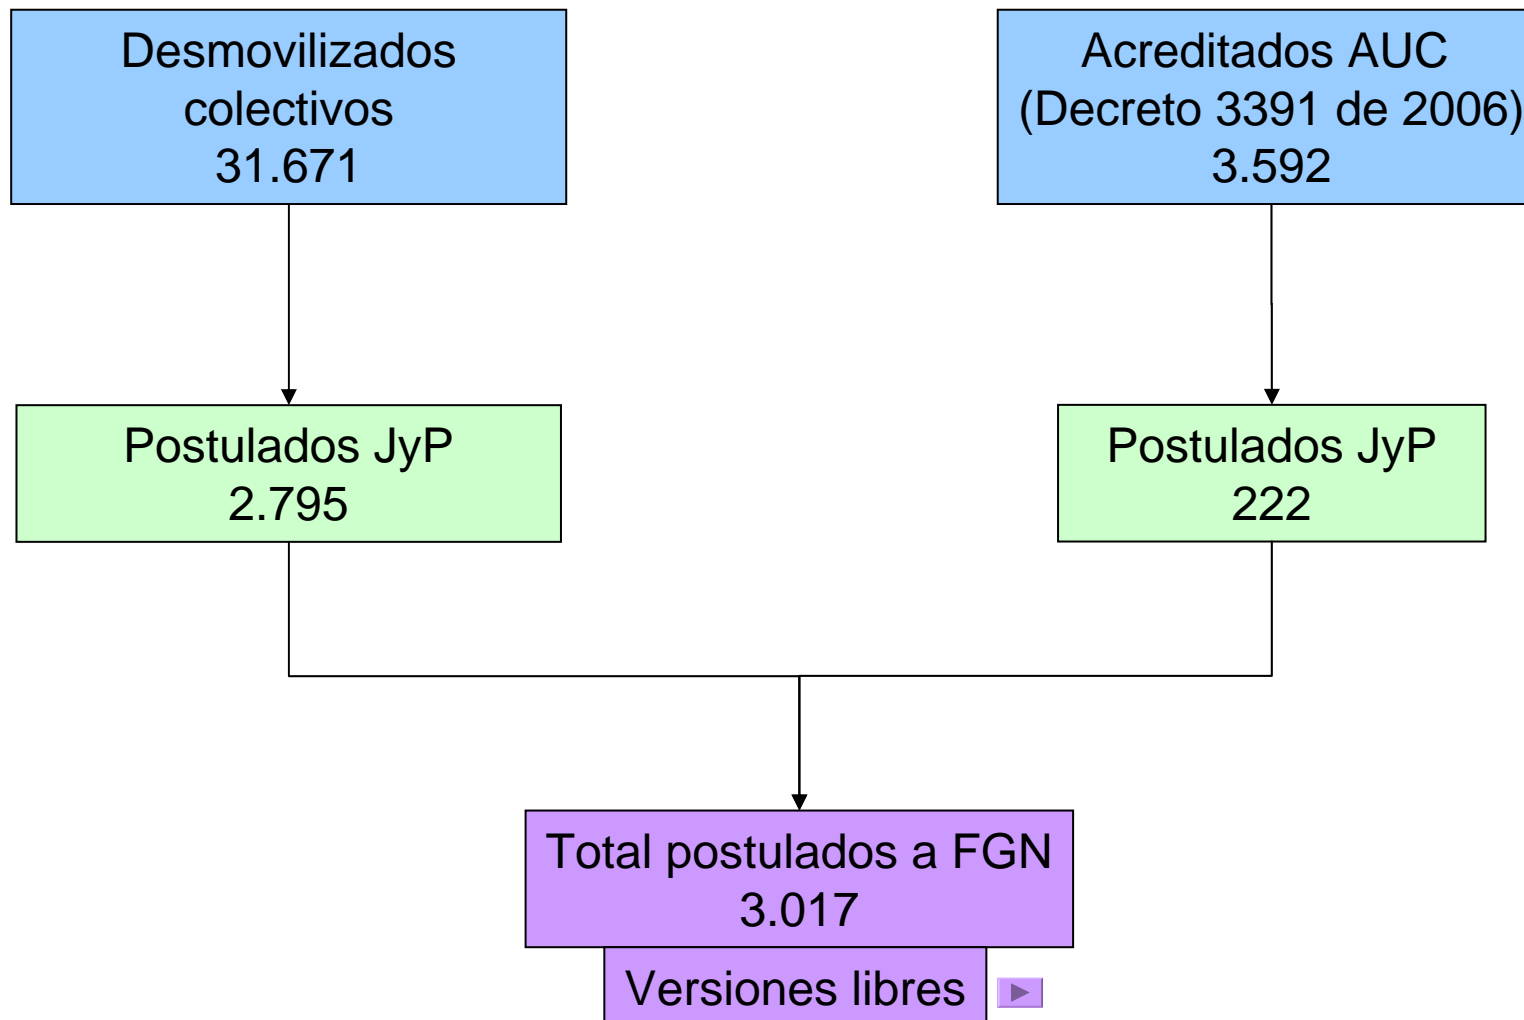 Desmovilizados
colectivos
31.671
Acreditados AUC
(Decreto 3391 de 2006)
3.592
Postulados JyP
2.795
Postulados JyP
222
Total postulados a FGN
3.017
Versiones libres